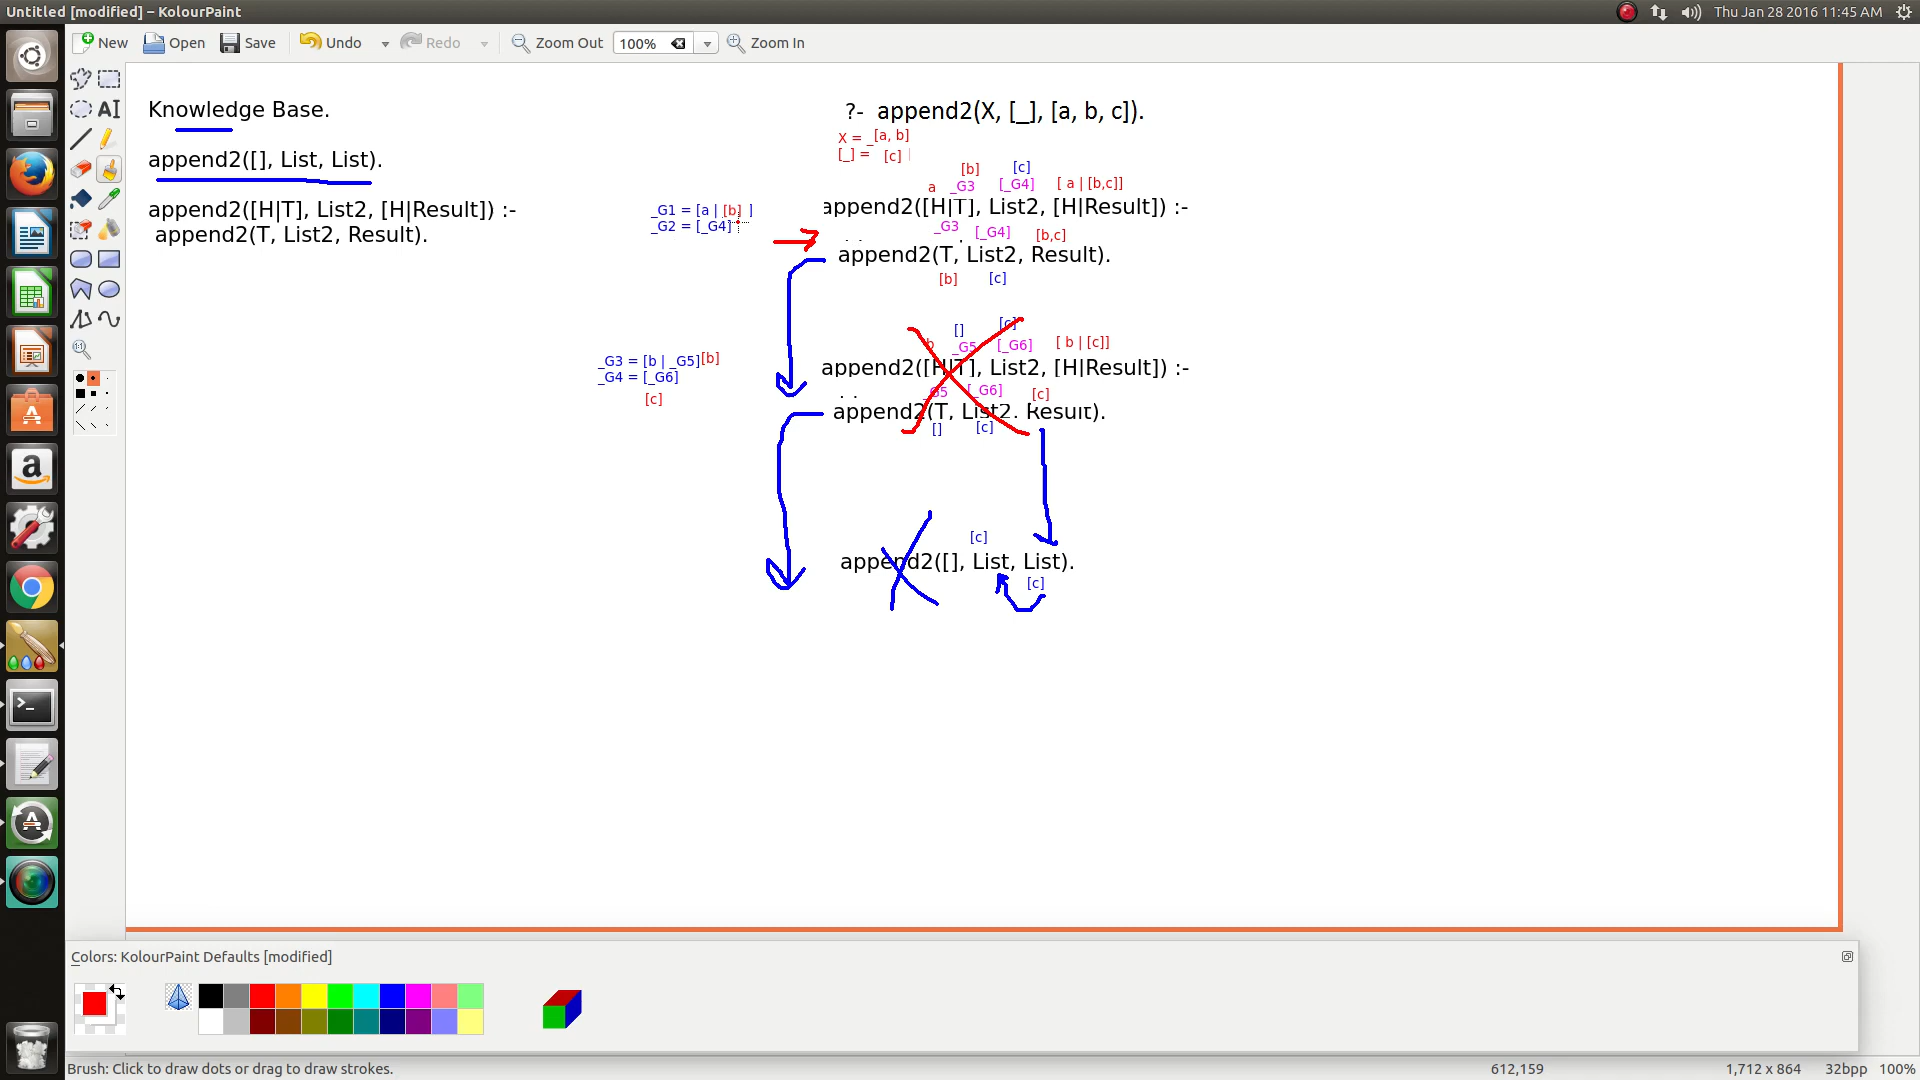 Untitled [modified] – KolourPaint
Thu Jan 28 2016 11:45 AM
New Open Save Undo Redo Zoom Out 100% Zoom In
Knowledge Base.
append2([], List, List).
append2([H|T], List2, [H|Result]) :-
append2(T, List2, Result).
?- append2(X, [_], [a, b, c]).
X = _[a, b]
[_] = [c]
[b] [c]
a _G3 [_G4] [ a | [b,c]]
append2([H|T], List2, [H|Result]) :-
_G1 = [a | [b] ]
_G2 = [_G4]
_G3 [_G4] [b,c]
append2(T, List2, Result).
[b] [c]
[] [c]
b _G5 [_G6] [ b | [c]]
append2([H|T], List2, [H|Result]) :-
_G3 = [b | _G5] [b]
_G4 = [_G6]
[c]
_G5 [_G6] [c]
append2(T, List2, Result).
[] [c]
[c]
append2([], List, List).
[c]
Colors: KolourPaint Defaults [modified]
Brush: Click to draw dots or drag to draw strokes.
612,159 1,712 x 864 32bpp 100%